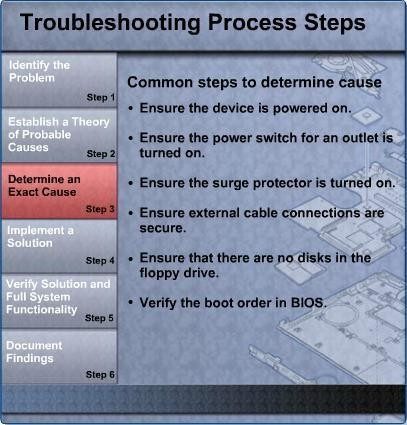 Troubleshooting Process Steps
Identify the
Problem
Step 1
Establish a Theory
of Probable
Causes
Step 2
Determine an
Exact Cause
Step 3
Implement a
Solution
Step 4
Verify Solution and
Full System
Functionality
Step 5
Document
Findings
Step 6
Common steps to determine cause
• Ensure the device is powered on.
• Ensure the power switch for an outlet is
turned on.
• Ensure the surge protector is turned on.
• Ensure external cable connections are
secure.
• Ensure that there are no disks in the
floppy drive.
• Verify the boot order in BIOS.